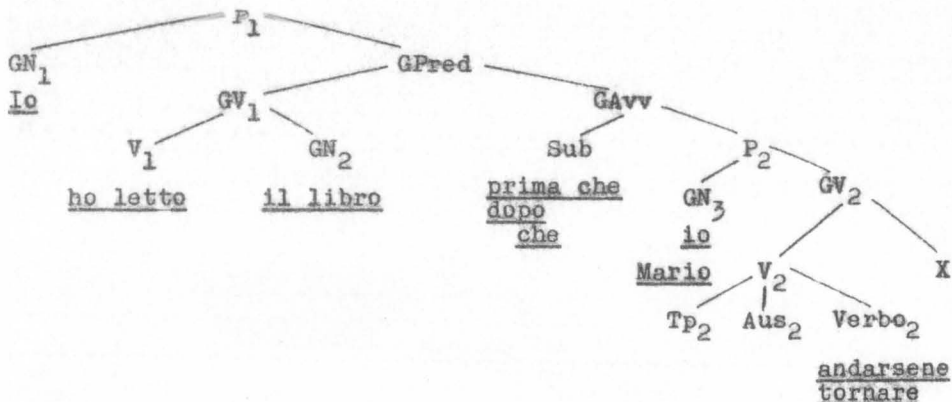 P1
GN1 GPred
Io GV1 GAvv
V1 GN2 Sub P2
ho letto il libro prima che GN3 GV2
dopo
che io
Mario V2 X
Tp2 Aus2 Verbo2
andarsene
tornare